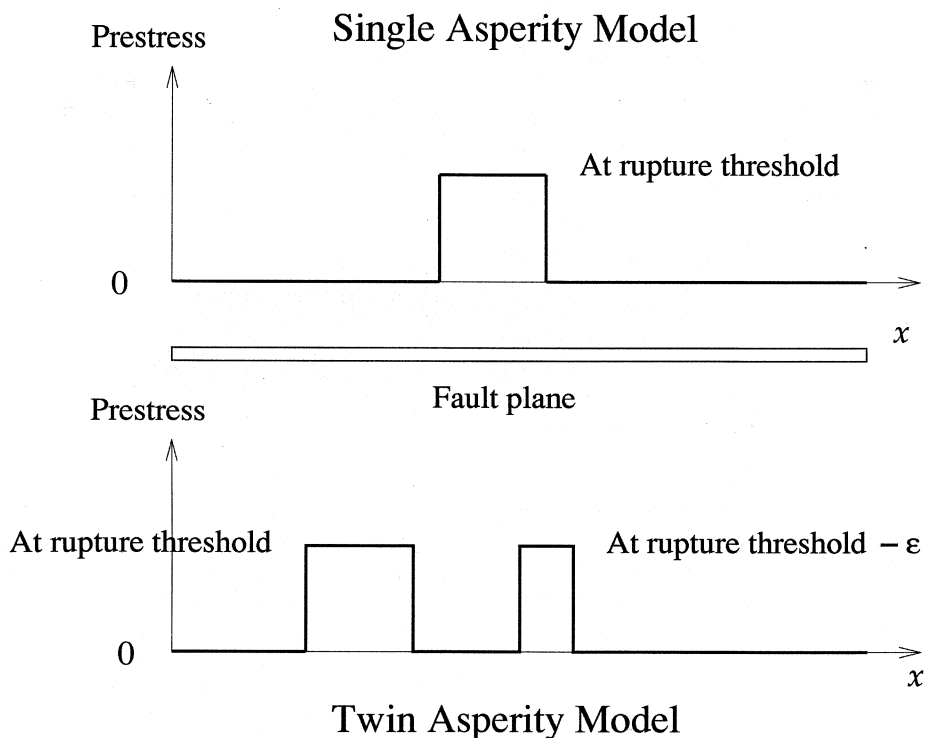 Single Asperity Model
Prestress
At rupture threshold
0
x
Fault plane
Prestress
At rupture threshold
At rupture threshold − ε
0
x
Twin Asperity Model